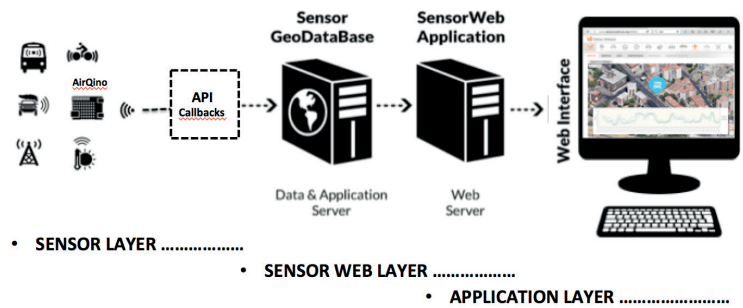 Sensor
GeoDataBase
SensorWeb
Application
AirQino
API
Callbacks
Web Interface
Data & Application
Server
Web
Server
• SENSOR LAYER ………………
• SENSOR WEB LAYER ………………
• APPLICATION LAYER ……………………